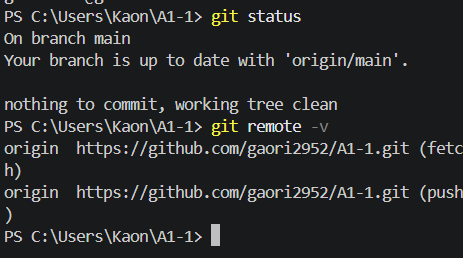 PS C:\Users\Kaon\A1-1> git status
On branch main
Your branch is up to date with 'origin/main'.

nothing to commit, working tree clean
PS C:\Users\Kaon\A1-1> git remote -v
origin  https://github.com/gaori2952/A1-1.git (fetc
h)
origin  https://github.com/gaori2952/A1-1.git (push
)
PS C:\Users\Kaon\A1-1>